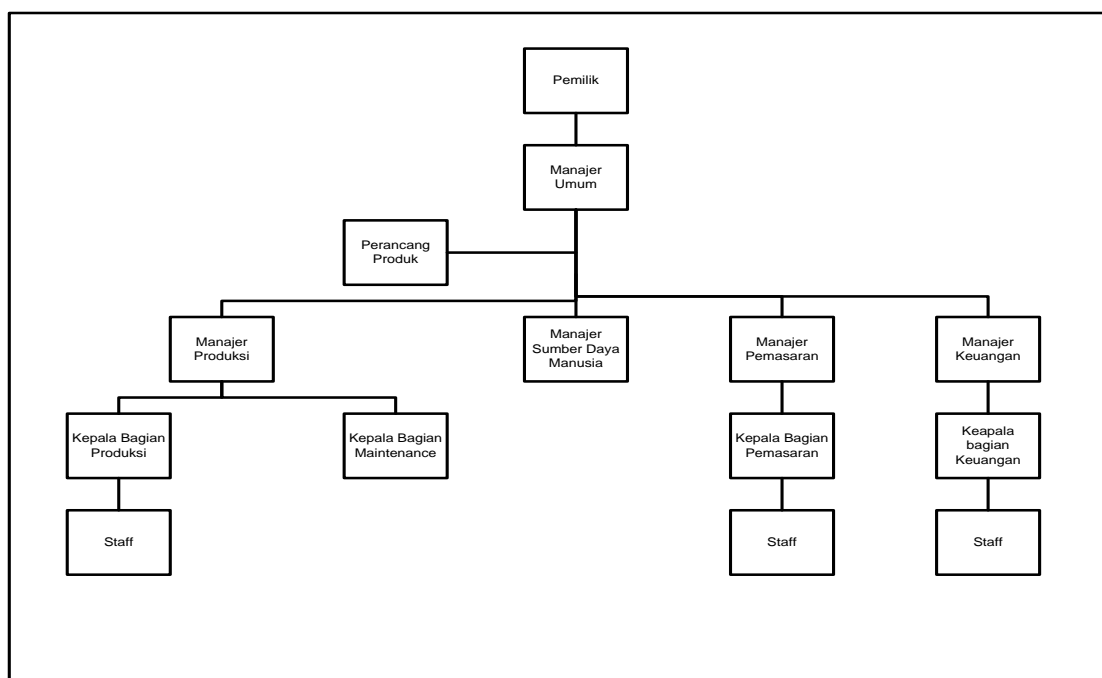 Pemilik
Manajer
Umum
Perancang
Produk
Manajer
Produksi
Manajer
Sumber Daya
Manusia
Manajer
Pemasaran
Manajer
Keuangan
Kepala Bagian
Produksi
Kepala Bagian
Maintenance
Kepala Bagian
Pemasaran
Keapala
bagian
Keuangan
Staff
Staff
Staff